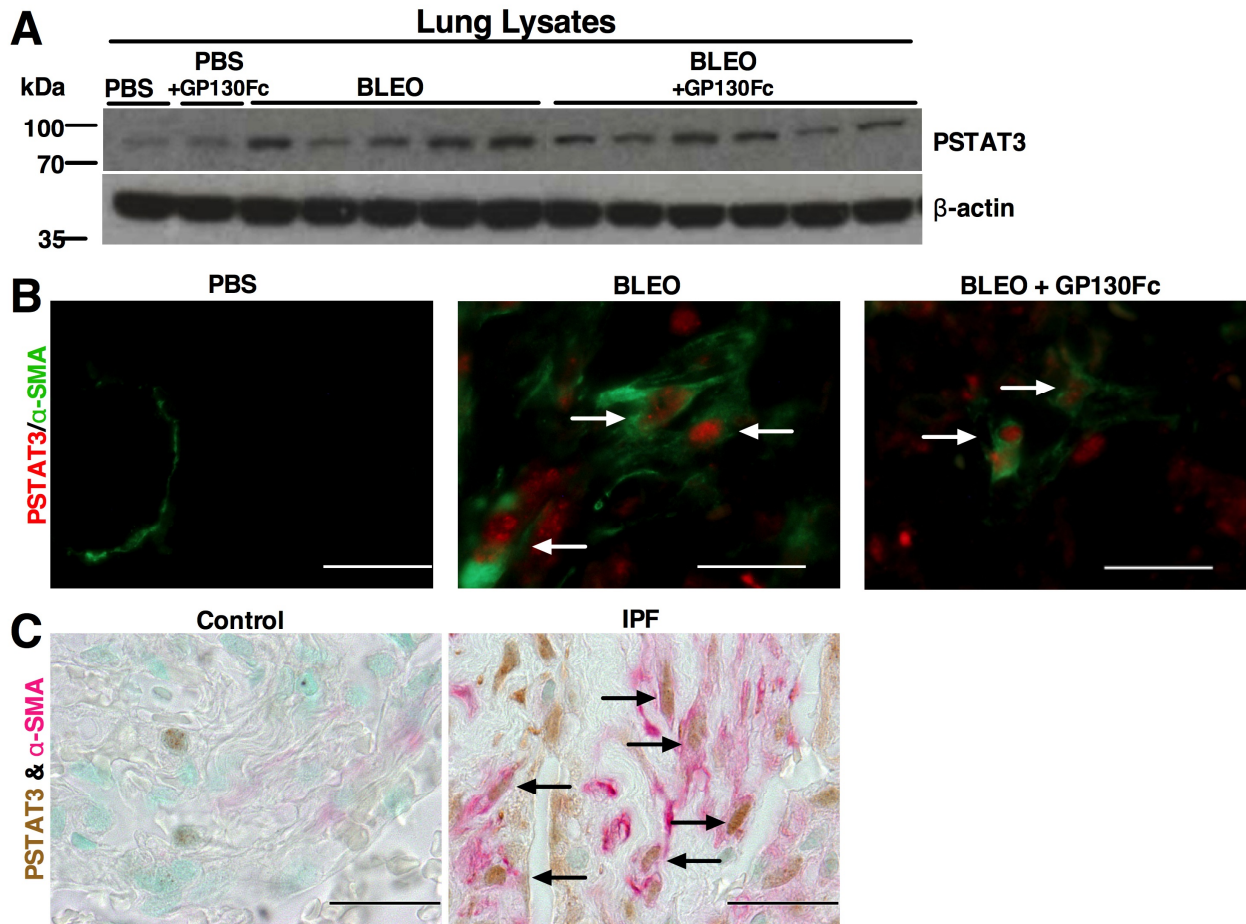 A
Lung Lysates
kDa
PBS
PBS
+GP130Fc
BLEO
BLEO
+GP130Fc
100
70
PSTAT3
35
β-actin
B
PBS
BLEO
BLEO + GP130Fc
PSTAT3/α-SMA
C
Control
IPF
PSTAT3 & α-SMA